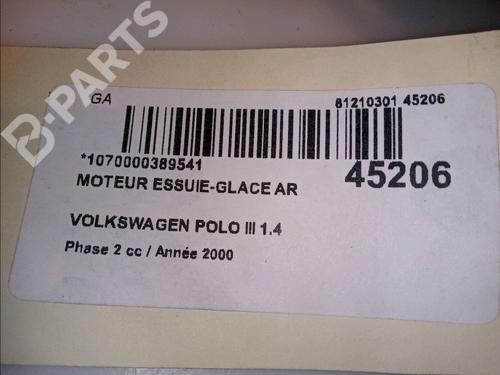 B-PARTS
GA 81210301 45206
*1070000389541
45206
MOTEUR ESSUIE-GLACE AR
VOLKSWAGEN POLO III 1.4
Phase 2 cc / Année 2000